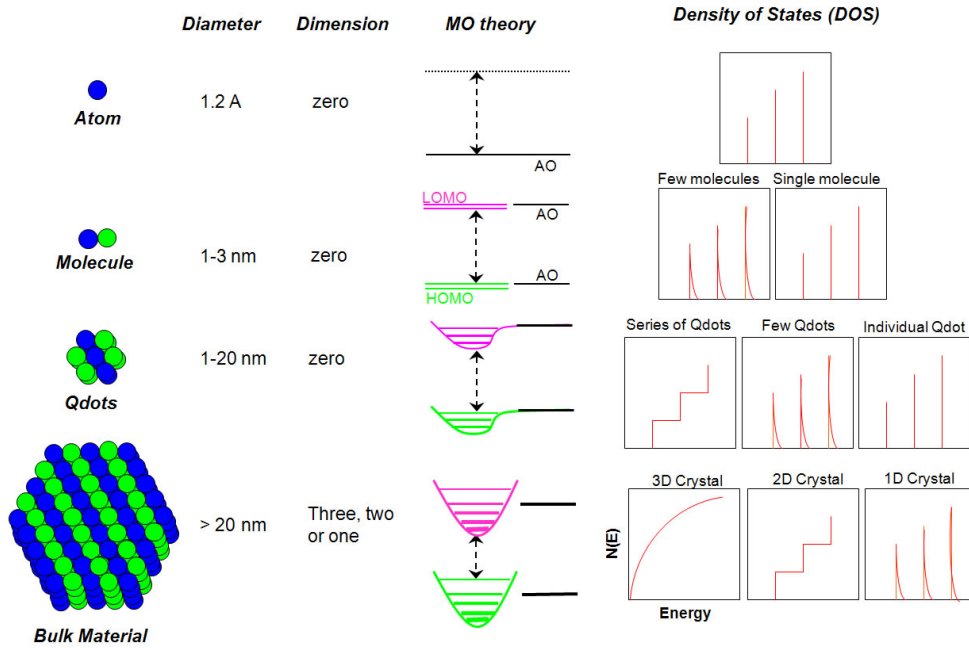 Diameter Dimension MO theory Density of States (DOS)
Atom
1.2 A
zero
AO
Few molecules Single molecule
LOMO
AO
Molecule
1-3 nm
zero
AO
HOMO
Series of Qdots Few Qdots Individual Qdot
Qdots
1-20 nm
zero
3D Crystal 2D Crystal 1D Crystal
N(E)
Energy
Bulk Material
> 20 nm
Three, two
or one